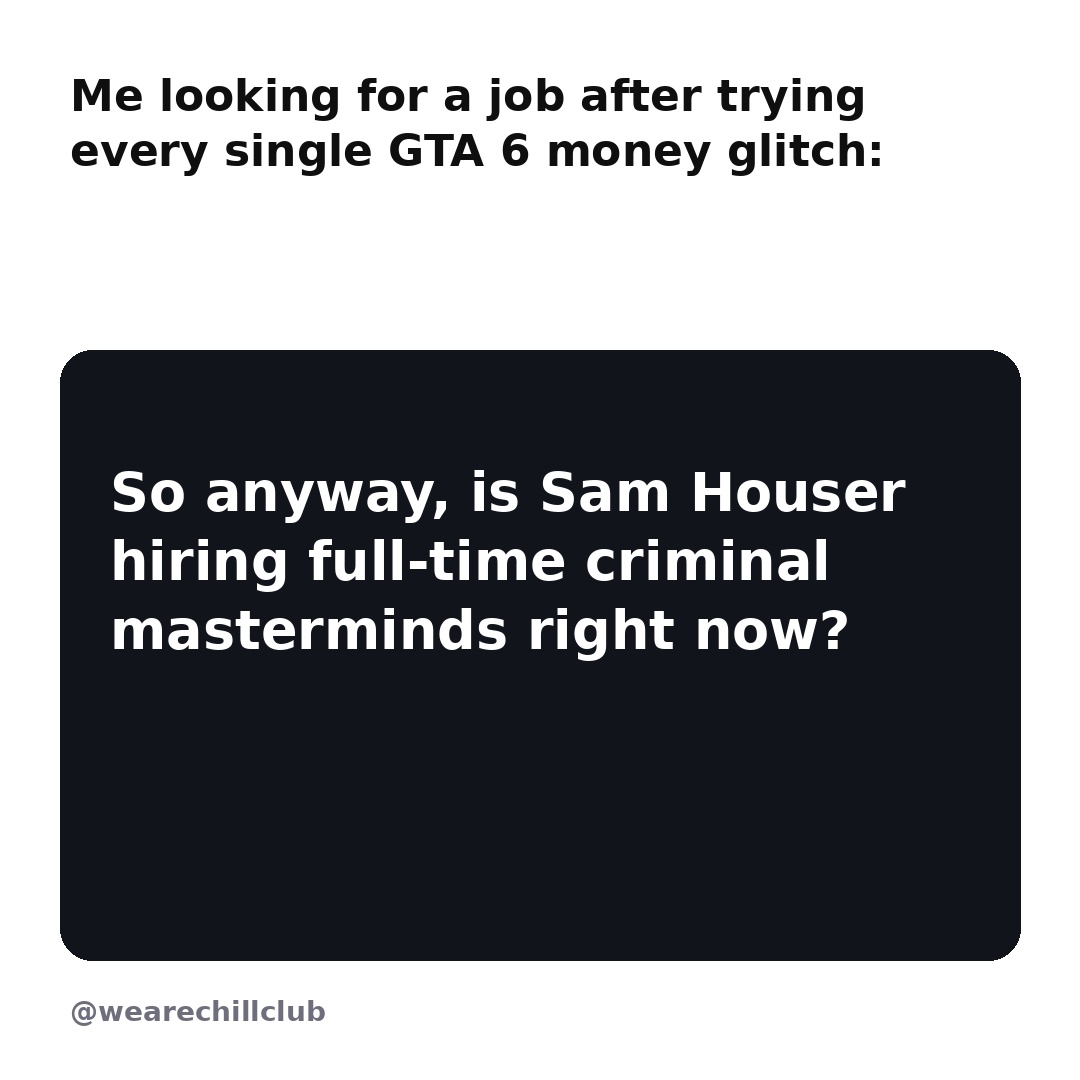 Me looking for a job after trying
every single GTA 6 money glitch:
So anyway, is Sam Houser
hiring full-time criminal
masterminds right now?
@wearechillclub